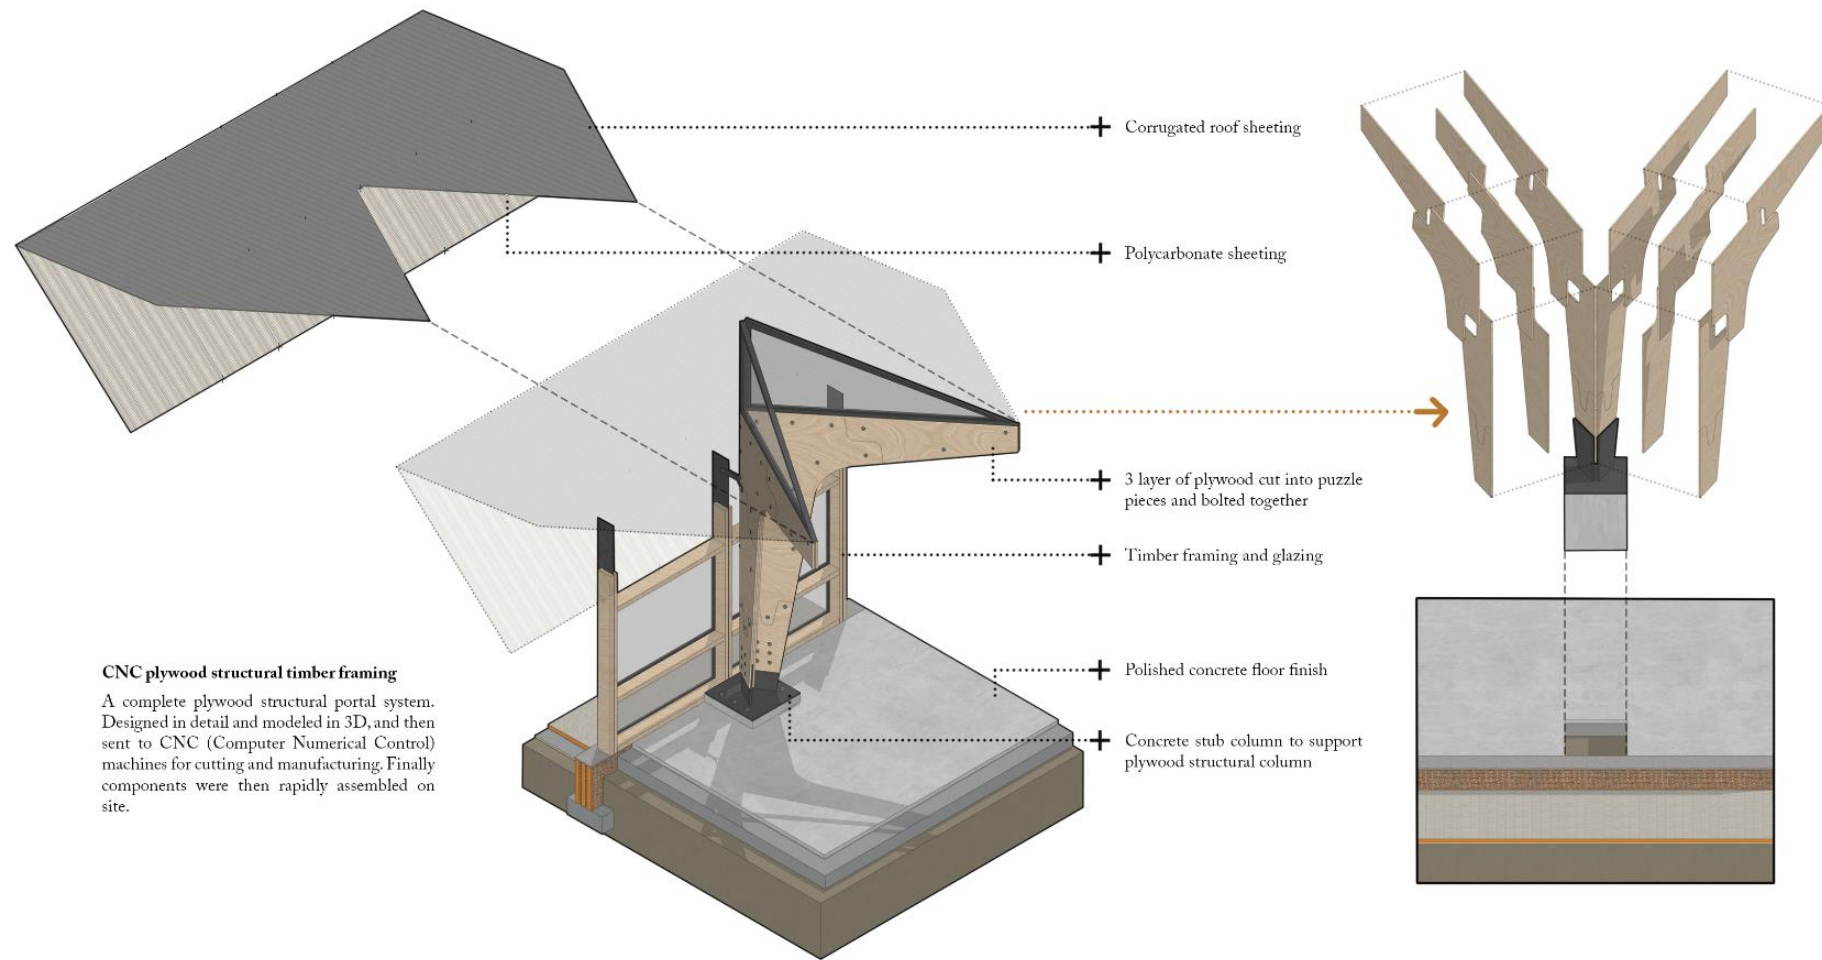 Corrugated roof sheeting
Polycarbonate sheeting
3 layer of plywood cut into puzzle
pieces and bolted together
Timber framing and glazing
Polished concrete floor finish
Concrete stub column to support
plywood structural column
CNC plywood structural timber framing
A complete plywood structural portal system.
Designed in detail and modeled in 3D, and then
sent to CNC (Computer Numerical Control)
machines for cutting and manufacturing. Finally
components were then rapidly assembled on
site.